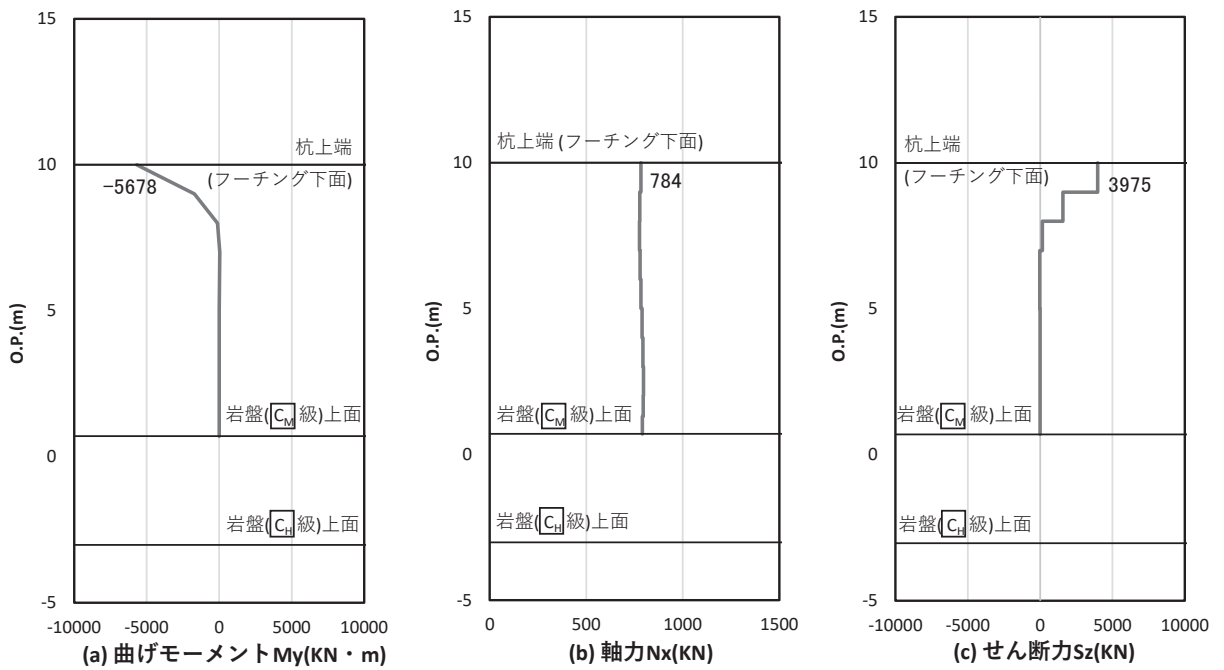 15
10
5
0
-5
O.P.(m)
杭上端
(フーチング下面)
-5678
岩盤(CM級)上面
岩盤(CH級)上面
-10000 -5000 0 5000 10000
(a) 曲げモーメントMy(KN・m)
15
10
5
0
-5
O.P.(m)
杭上端 (フーチング下面)
784
岩盤(CM級)上面
岩盤(CH級)上面
0 500 1000 1500
(b) 軸力Nx(KN)
15
10
5
0
-5
O.P.(m)
杭上端
(フーチング下面)
3975
岩盤(CM級)上面
岩盤(CH級)上面
-10000 -5000 0 5000 10000
(c) せん断力Sz(KN)